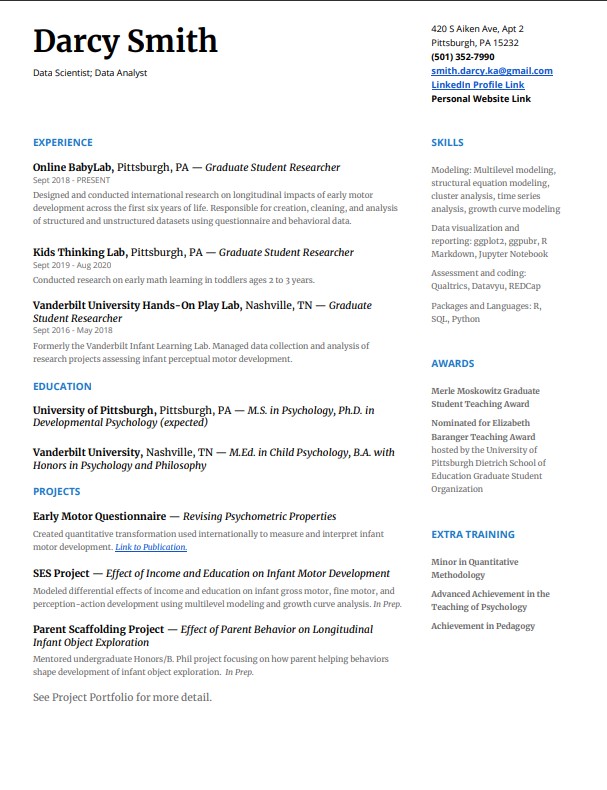 Darcy Smith
Data Scientist; Data Analyst
420 S Aiken Ave, Apt 2
Pittsburgh, PA 15232
(501) 352-7990
smith.darcy.ka@gmail.com
LinkedIn Profile Link
Personal Website Link
EXPERIENCE
Online BabyLab, Pittsburgh, PA — Graduate Student Researcher
Sept 2018 - PRESENT
Designed and conducted international research on longitudinal impacts of early motor
development across the first six years of life. Responsible for creation, cleaning, and analysis
of structured and unstructured datasets using questionnaire and behavioral data.
Kids Thinking Lab, Pittsburgh, PA — Graduate Student Researcher
Sept 2019 - Aug 2020
Conducted research on early math learning in toddlers ages 2 to 3 years.
Vanderbilt University Hands-On Play Lab, Nashville, TN — Graduate
Student Researcher
Sept 2016 - May 2018
Formerly the Vanderbilt Infant Learning Lab. Managed data collection and analysis of
research projects assessing infant perceptual motor development.
EDUCATION
University of Pittsburgh, Pittsburgh, PA — M.S. in Psychology, Ph.D. in
Developmental Psychology (expected)
Vanderbilt University, Nashville, TN — M.Ed. in Child Psychology, B.A. with
Honors in Psychology and Philosophy
PROJECTS
Early Motor Questionnaire — Revising Psychometric Properties
Created quantitative transformation used internationally to measure and interpret infant
motor development. Link to Publication.
SES Project — Effect of Income and Education on Infant Motor Development
Modeled differential effects of income and education on infant gross motor, fine motor, and
perception-action development using multilevel modeling and growth curve analysis. In Prep.
Parent Scaffolding Project — Effect of Parent Behavior on Longitudinal
Infant Object Exploration
Mentored undergraduate Honors/B. Phil project focusing on how parent helping behaviors
shape development of infant object exploration. In Prep.
See Project Portfolio for more detail.
SKILLS
Modeling: Multilevel modeling,
structural equation modeling,
cluster analysis, time series
analysis, growth curve modeling
Data visualization and
reporting: ggplot2, ggpubr, R
Markdown, Jupyter Notebook
Assessment and coding:
Qualtrics, Datavyu, REDCap
Packages and Languages: R,
SQL, Python
AWARDS
Merle Moskowitz Graduate
Student Teaching Award
Nominated for Elizabeth
Baranger Teaching Award
hosted by the University of
Pittsburgh Dietrich School of
Education Graduate Student
Organization
EXTRA TRAINING
Minor in Quantitative
Methodology
Advanced Achievement in the
Teaching of Psychology
Achievement in Pedagogy